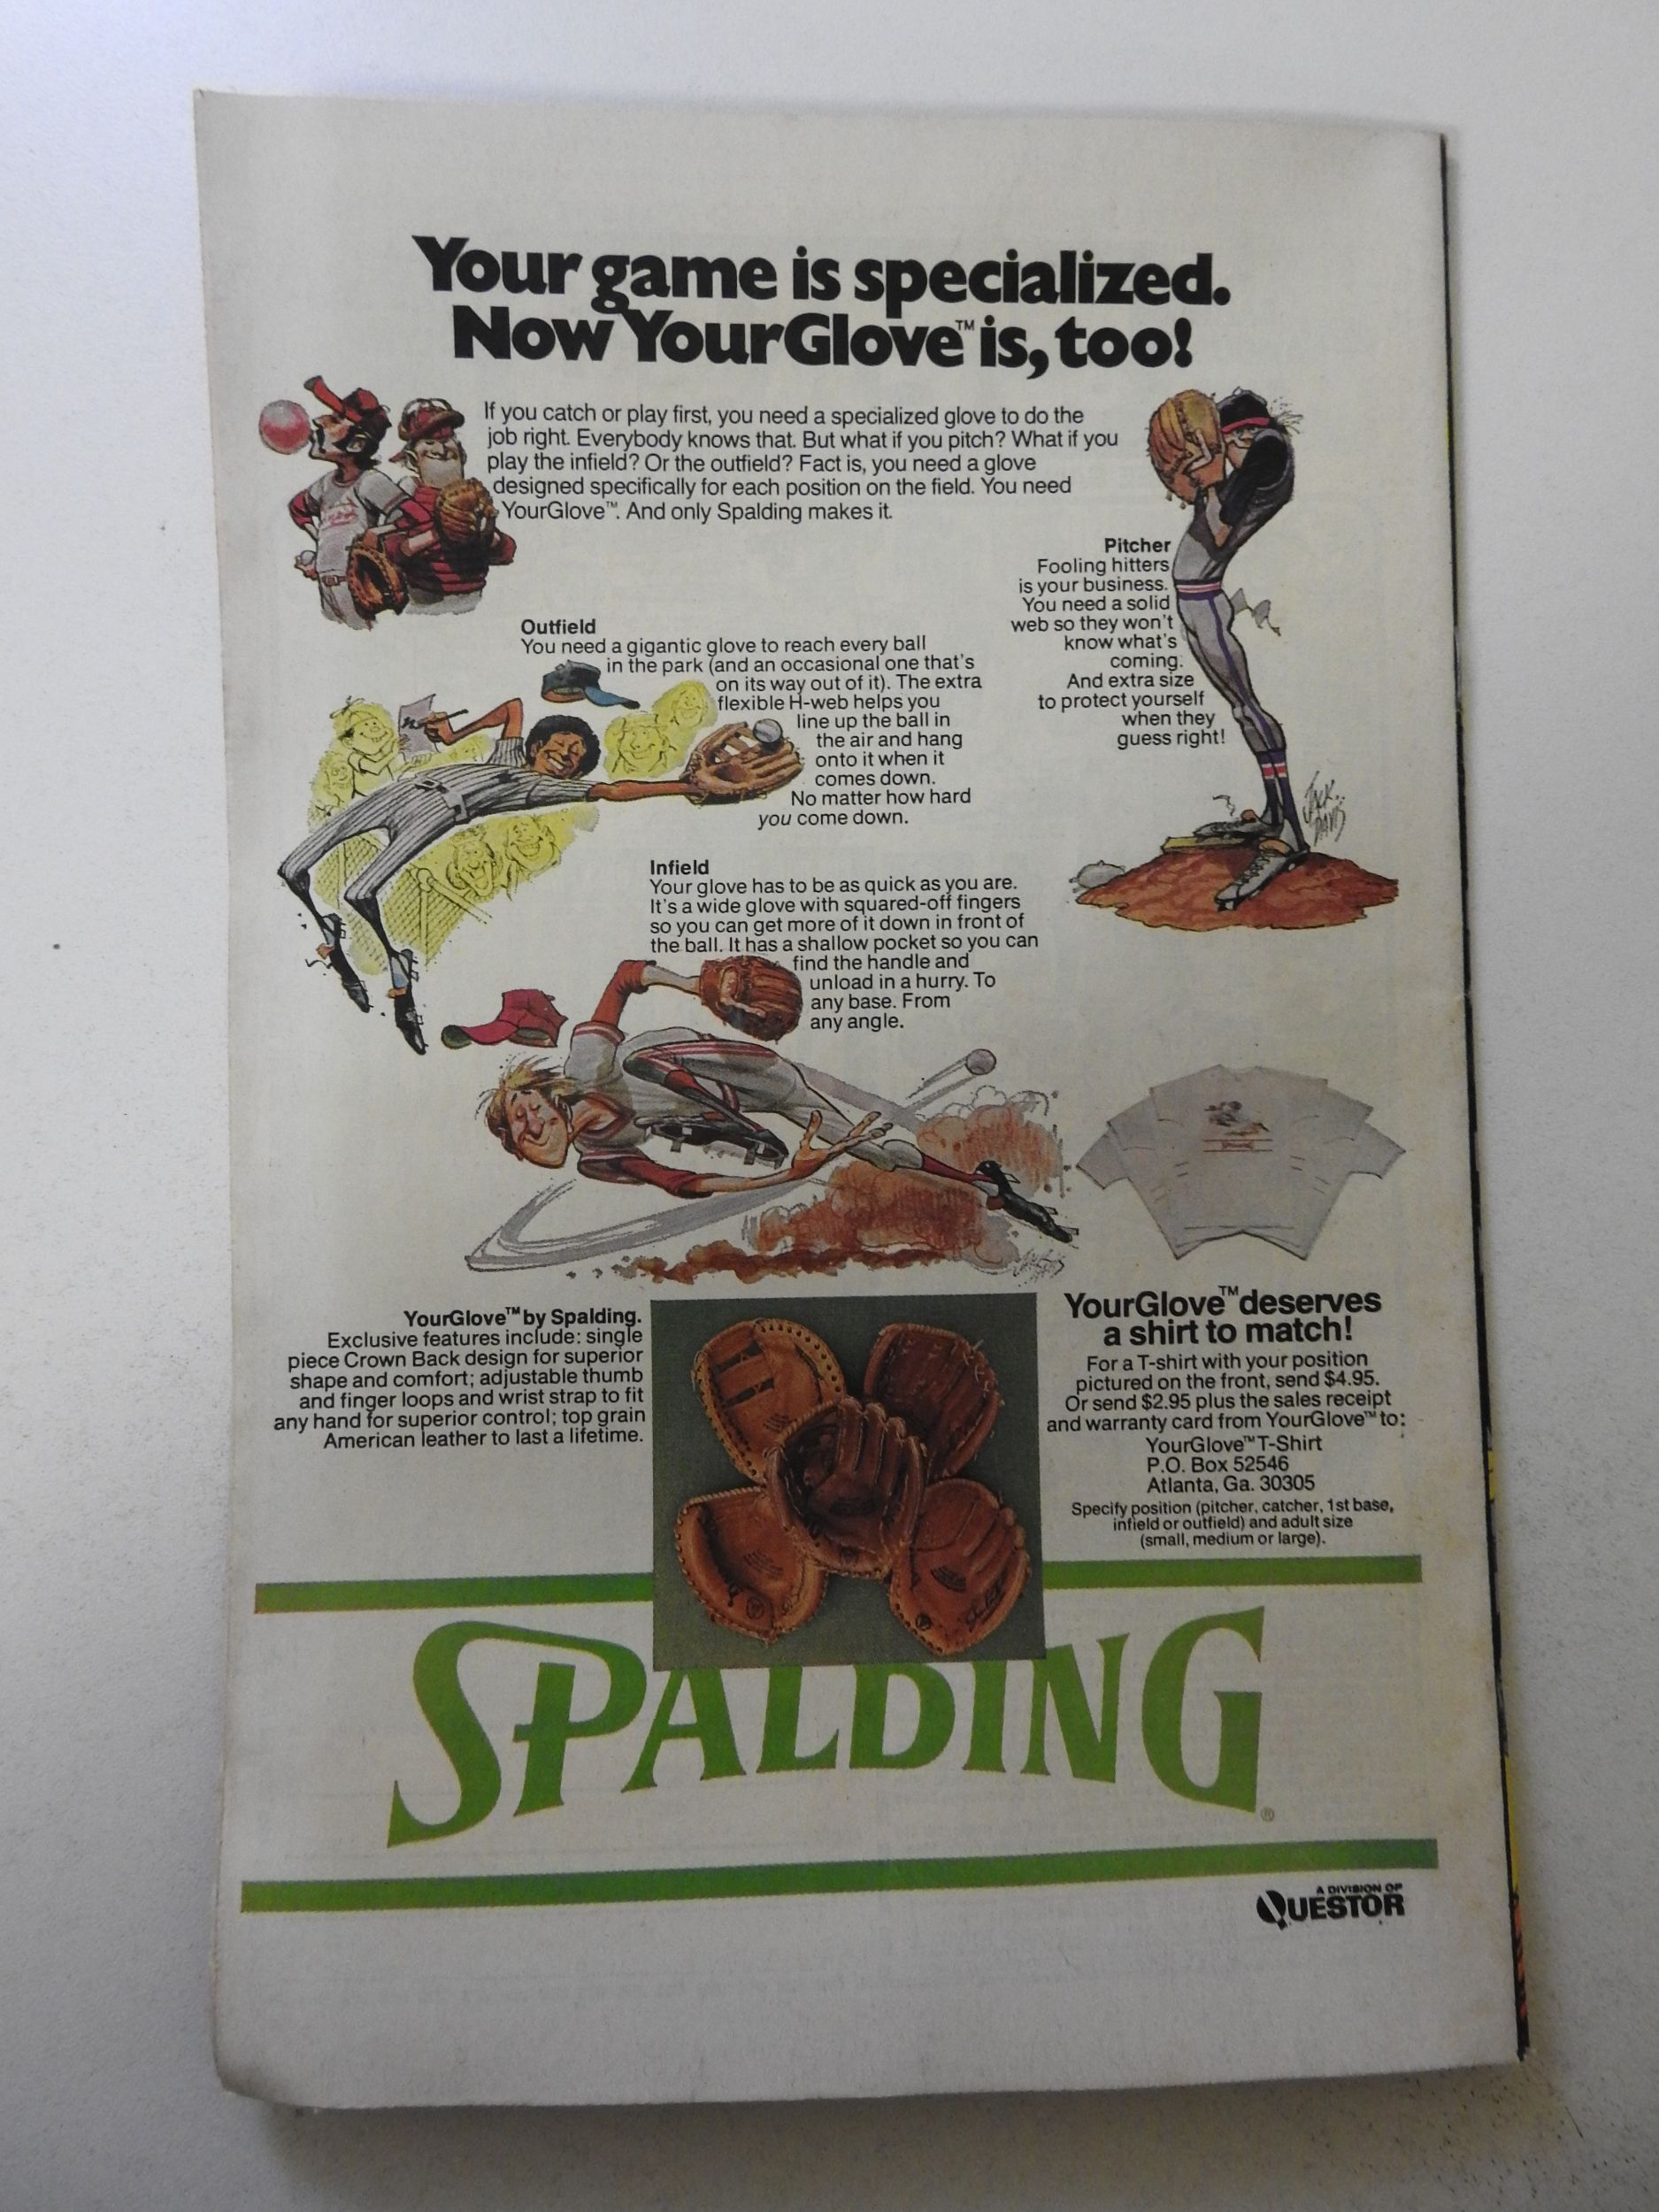 Your game is specialized.
Now YourGlove™ is, too!
If you catch or play first, you need a specialized glove to do the
job right. Everybody knows that. But what if you pitch? What if you
play the infield? Or the outfield? Fact is, you need a glove
designed specifically for each position on the field. You need
YourGlove™. And only Spalding makes it.
Pitcher
Fooling hitters
is your business.
You need a solid
web so they won't
know what's
coming.
And extra size
to protect yourself
when they
guess right!
JACK
DAVIS
Outfield
You need a gigantic glove to reach every ball
in the park (and an occasional one that's
on its way out of it). The extra
flexible H-web helps you
line up the ball in
the air and hang
onto it when it
comes down.
No matter how hard
you come down.
Infield
Your glove has to be as quick as you are.
It's a wide glove with squared-off fingers
so you can get more of it down in front of
the ball. It has a shallow pocket so you can
find the handle and
unload in a hurry. To
any base. From
any angle.
YourGlove™ by Spalding.
Exclusive features include: single
piece Crown Back design for superior
shape and comfort; adjustable thumb
and finger loops and wrist strap to fit
any hand for superior control; top grain
American leather to last a lifetime.
YourGlove™ deserves
a shirt to match!
For a T-shirt with your position
pictured on the front, send $4.95.
Or send $2.95 plus the sales receipt
and warranty card from YourGlove™ to:
YourGlove™ T-Shirt
P.O. Box 52546
Atlanta, Ga. 30305
Specify position (pitcher, catcher, 1st base,
infield or outfield) and adult size
(small, medium or large).
SPALDING®
A DIVISION OF
QUESTOR